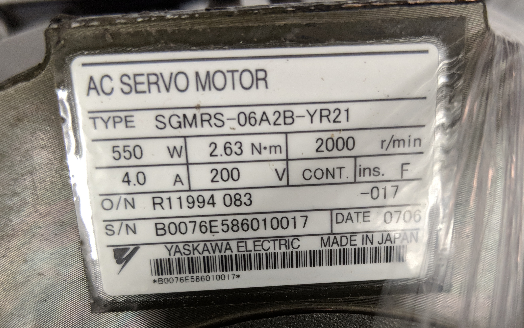 AC SERVO MOTOR
TYPE SGMRS-06A2B-YR21
550 W 2.63 N·m 2000 r/min
4.0 A 200 V CONT. ins. F
O/N R11994 083 -017
S/N B0076E586010017 DATE 0706
YASKAWA ELECTRIC MADE IN JAPAN
*B0076E586010017*